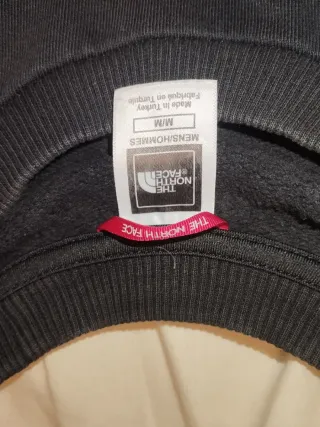 THE NORTH FACE
THE
NORTH
FACE®
MENS/HOMMES
M/M
Made in Turkey
Fabriqué en Turquie